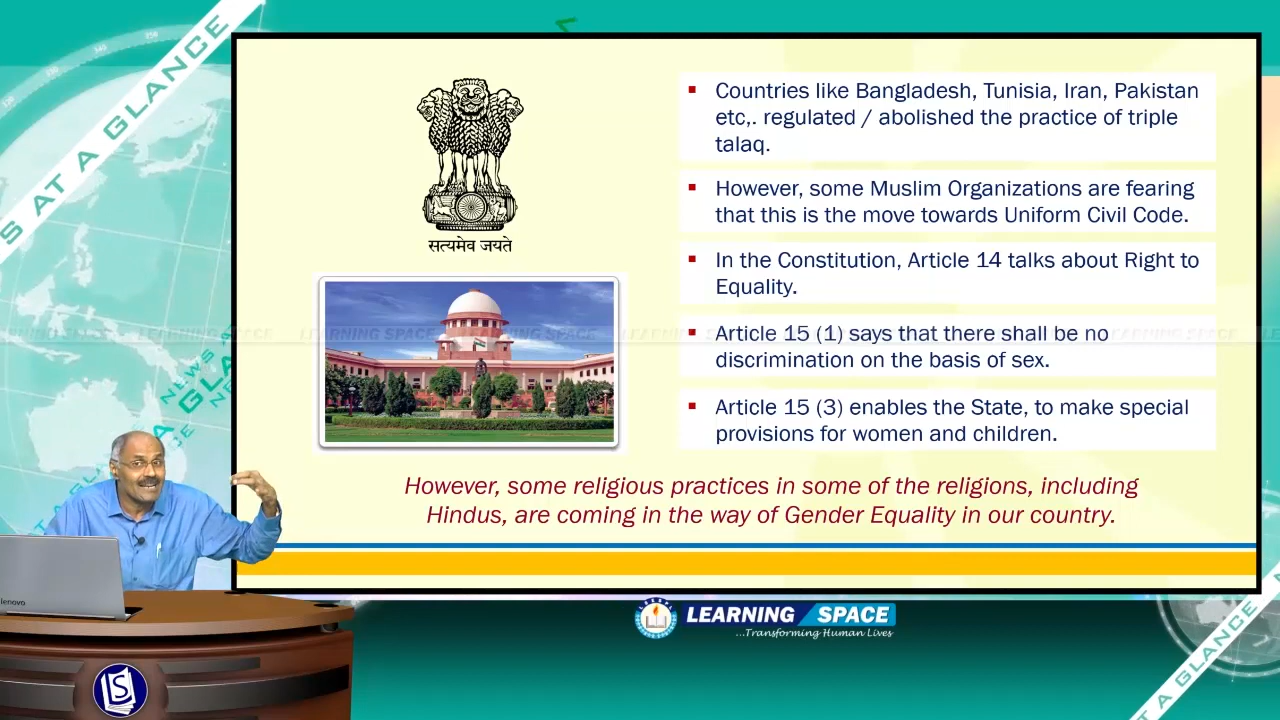 S AT A GLANCE
सत्यमेव जयते
Countries like Bangladesh, Tunisia, Iran, Pakistan
etc,. regulated / abolished the practice of triple
talaq.
However, some Muslim Organizations are fearing
that this is the move towards Uniform Civil Code.
In the Constitution, Article 14 talks about Right to
Equality.
Article 15 (1) says that there shall be no
discrimination on the basis of sex.
Article 15 (3) enables the State, to make special
provisions for women and children.
However, some religious practices in some of the religions, including
Hindus, are coming in the way of Gender Equality in our country.
LEARNING SPACE
...Transforming Human Lives
lenovo
LS
T A GLANCE